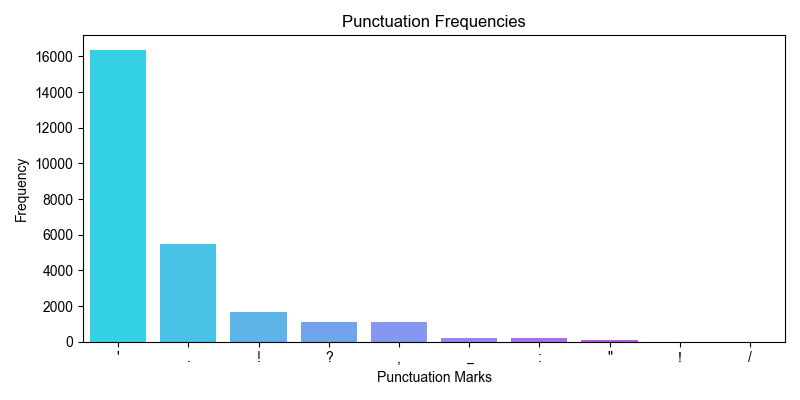 Punctuation Frequencies
Frequency
16000
14000
12000
10000
8000
6000
4000
2000
0
' . ! ? , _ : " ! /
Punctuation Marks